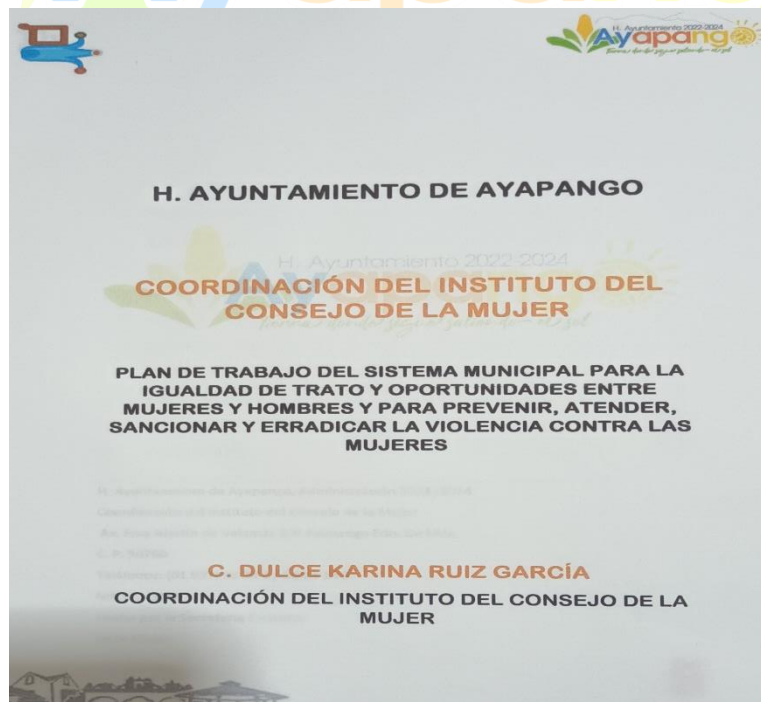 H. Ayuntamiento 2022-2024
Ayapango
H. AYUNTAMIENTO DE AYAPANGO
H. Ayuntamiento 2022-2024
Ayapango
COORDINACIÓN DEL INSTITUTO DEL
CONSEJO DE LA MUJER
PLAN DE TRABAJO DEL SISTEMA MUNICIPAL PARA LA
IGUALDAD DE TRATO Y OPORTUNIDADES ENTRE
MUJERES Y HOMBRES Y PARA PREVENIR, ATENDER,
SANCIONAR Y ERRADICAR LA VIOLENCIA CONTRA LAS
MUJERES
C. DULCE KARINA RUIZ GARCÍA
COORDINACIÓN DEL INSTITUTO DEL CONSEJO DE LA
MUJER